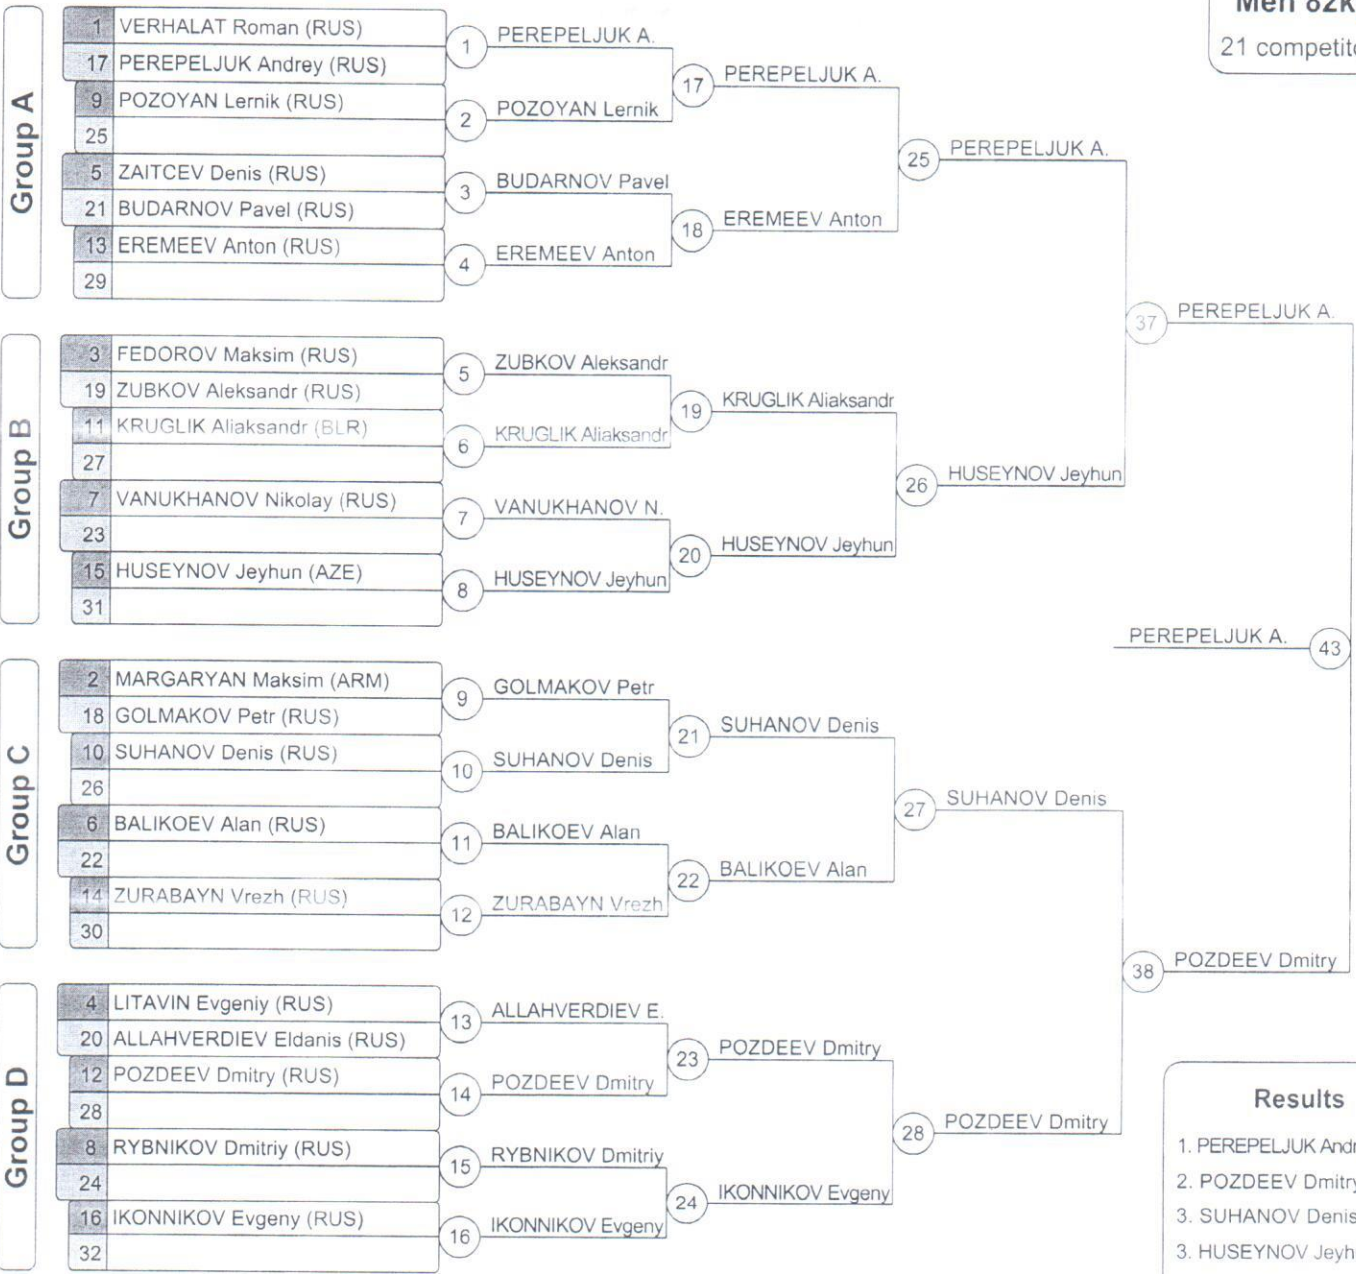 Men 82k
21 competito
Group A
1 VERHALAT Roman (RUS)
17 PEREPELJUK Andrey (RUS)
9 POZOYAN Lernik (RUS)
25
5 ZAITCEV Denis (RUS)
21 BUDARNOV Pavel (RUS)
13 EREMEEV Anton (RUS)
29
1 PEREPELJUK A.
2 POZOYAN Lernik
3 BUDARNOV Pavel
4 EREMEEV Anton
17 PEREPELJUK A.
18 EREMEEV Anton
25 PEREPELJUK A.
Group B
3 FEDOROV Maksim (RUS)
19 ZUBKOV Aleksandr (RUS)
11 KRUGLIK Aliaksandr (BLR)
27
7 VANUKHANOV Nikolay (RUS)
23
15 HUSEYNOV Jeyhun (AZE)
31
5 ZUBKOV Aleksandr
6 KRUGLIK Aliaksandr
7 VANUKHANOV N.
8 HUSEYNOV Jeyhun
19 KRUGLIK Aliaksandr
20 HUSEYNOV Jeyhun
26 HUSEYNOV Jeyhun
37 PEREPELJUK A.
PEREPELJUK A. 43
Group C
2 MARGARYAN Maksim (ARM)
18 GOLMAKOV Petr (RUS)
10 SUHANOV Denis (RUS)
26
6 BALIKOEV Alan (RUS)
22
14 ZURABAYN Vrezh (RUS)
30
9 GOLMAKOV Petr
10 SUHANOV Denis
11 BALIKOEV Alan
12 ZURABAYN Vrezh
21 SUHANOV Denis
22 BALIKOEV Alan
27 SUHANOV Denis
Group D
4 LITAVIN Evgeniy (RUS)
20 ALLAHVERDIEV Eldanis (RUS)
12 POZDEEV Dmitry (RUS)
28
8 RYBNIKOV Dmitriy (RUS)
24
16 IKONNIKOV Evgeny (RUS)
32
13 ALLAHVERDIEV E.
14 POZDEEV Dmitry
15 RYBNIKOV Dmitriy
16 IKONNIKOV Evgeny
23 POZDEEV Dmitry
24 IKONNIKOV Evgeny
28 POZDEEV Dmitry
38 POZDEEV Dmitry
Results
1. PEREPELJUK Andr
2. POZDEEV Dmitry
3. SUHANOV Denis
3. HUSEYNOV Jeyh